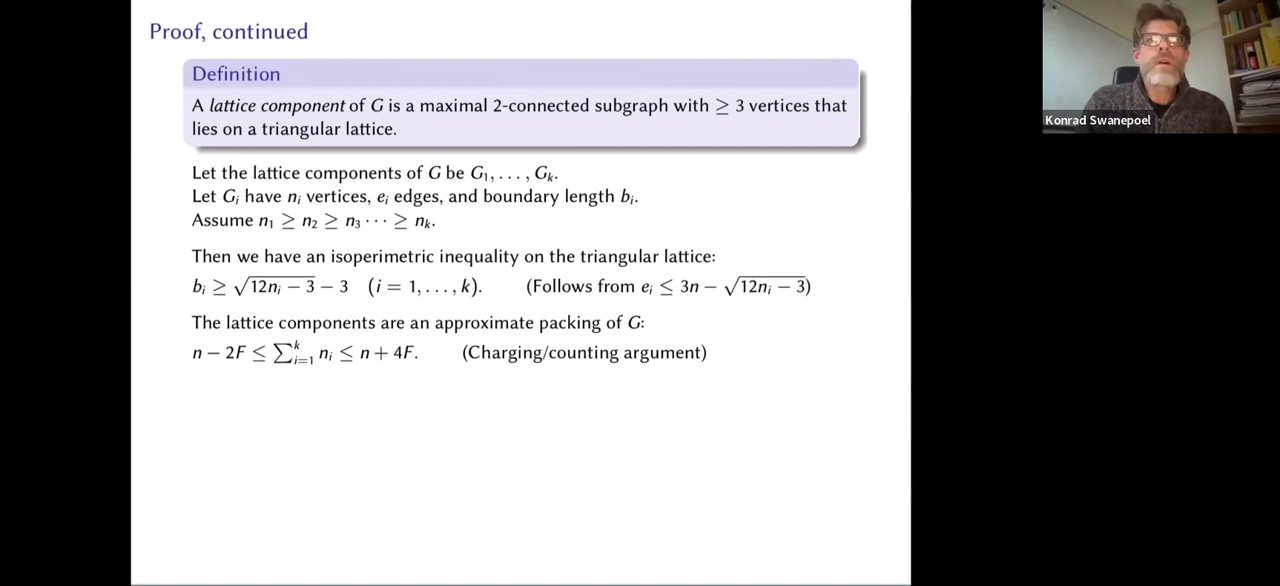 Proof, continued
Definition
A lattice component of G is a maximal 2-connected subgraph with ≥ 3 vertices that
lies on a triangular lattice.
Let the lattice components of G be G₁, . . . , Gₖ.
Let Gᵢ have nᵢ vertices, eᵢ edges, and boundary length bᵢ.
Assume n₁ ≥ n₂ ≥ n₃ · · · ≥ nₖ.
Then we have an isoperimetric inequality on the triangular lattice:
bᵢ ≥ √(12nᵢ − 3) − 3 (i = 1, . . . , k). (Follows from eᵢ ≤ 3n − √(12nᵢ − 3))
The lattice components are an approximate packing of G:
n − 2F ≤ ∑ᵢ₌₁ᵏ nᵢ ≤ n + 4F. (Charging/counting argument)
Konrad Swanepoel